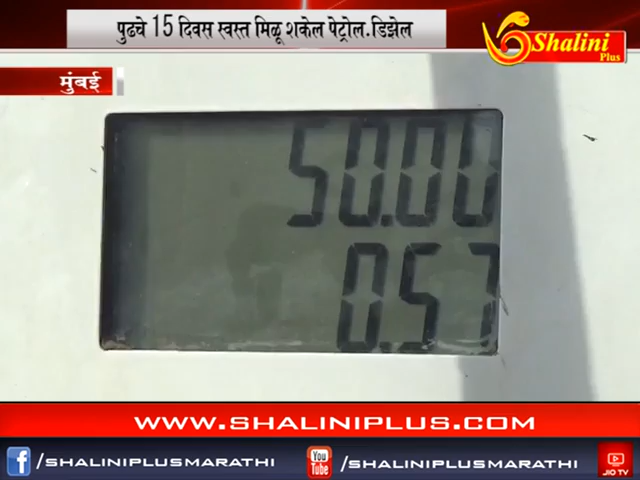 पुढचे 15 दिवस स्वस्त मिळू शकेल पेट्रोल-डिझेल
Shalini
Plus
मुंबई
50.00
0.57
WWW.SHALINIPLUS.COM
f /SHALINIPLUSMARATHI
You Tube /SHALINIPLUSMARATHI
JIO TV